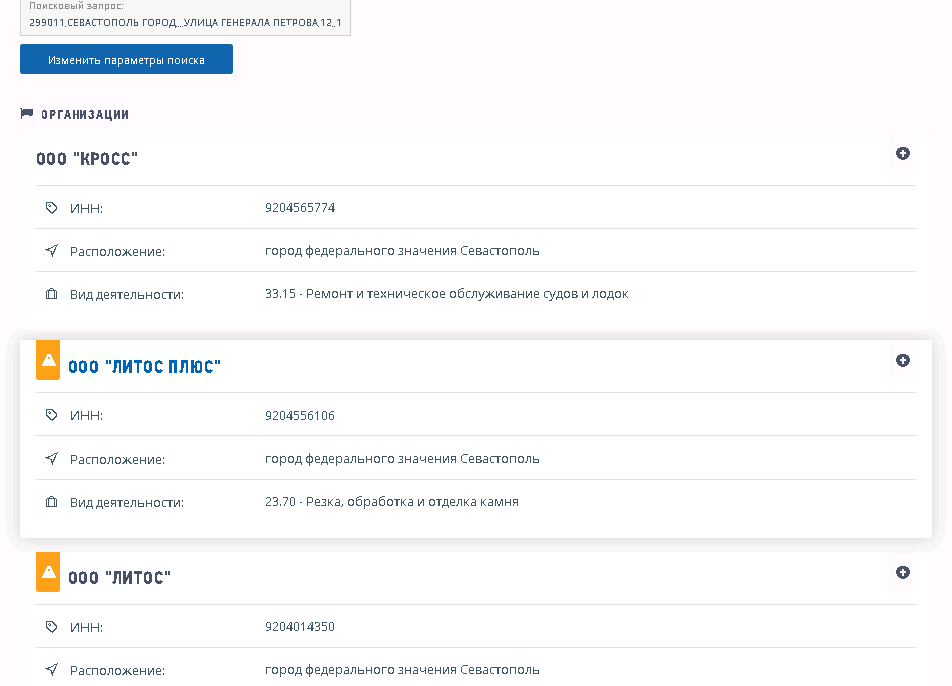 Поисковый запрос:
299011,СЕВАСТОПОЛЬ ГОРОД,,,УЛИЦА ГЕНЕРАЛА ПЕТРОВА,12,,1
Изменить параметры поиска
ОРГАНИЗАЦИИ
ООО "КРОСС"
ИНН: 9204565774
Расположение: город федерального значения Севастополь
Вид деятельности: 33.15 - Ремонт и техническое обслуживание судов и лодок
ООО "ЛИТОС ПЛЮС"
ИНН: 9204556106
Расположение: город федерального значения Севастополь
Вид деятельности: 23.70 - Резка, обработка и отделка камня
ООО "ЛИТОС"
ИНН: 9204014350
Расположение: город федерального значения Севастополь